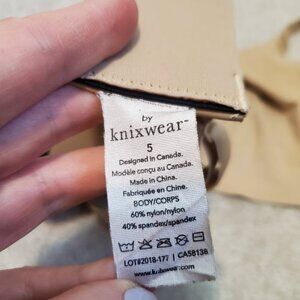 by
knixwear™
5
Designed in Canada.
Modèle conçu au Canada.
Made in China.
Fabriquée en Chine.
BODY/CORPS
60% nylon/nylon
40% spandex/spandex
LOT#2018-177 | CA58138
www.knixwear.com